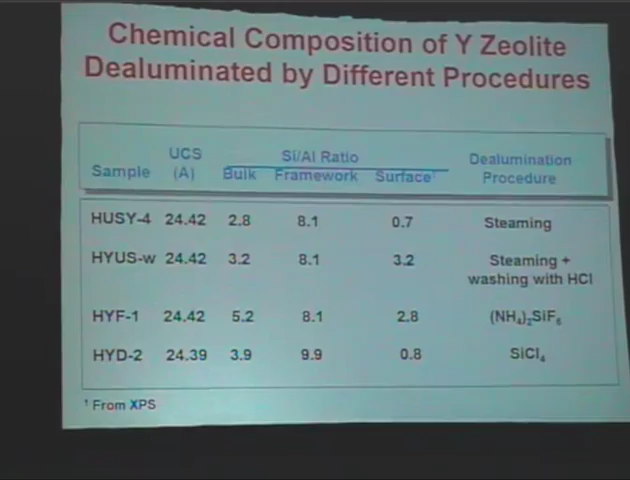 Chemical Composition of Y Zeolite
Dealuminated by Different Procedures
UCS Si/Al Ratio Dealumination
Sample (A) Bulk Framework Surface¹ Procedure
HUSY-4 24.42 2.8 8.1 0.7 Steaming
HYUS-w 24.42 3.2 8.1 3.2 Steaming +
washing with HCl
HYF-1 24.42 5.2 8.1 2.8 (NH₄)₂SiF₆
HYD-2 24.39 3.9 9.9 0.8 SiCl₄
¹ From XPS